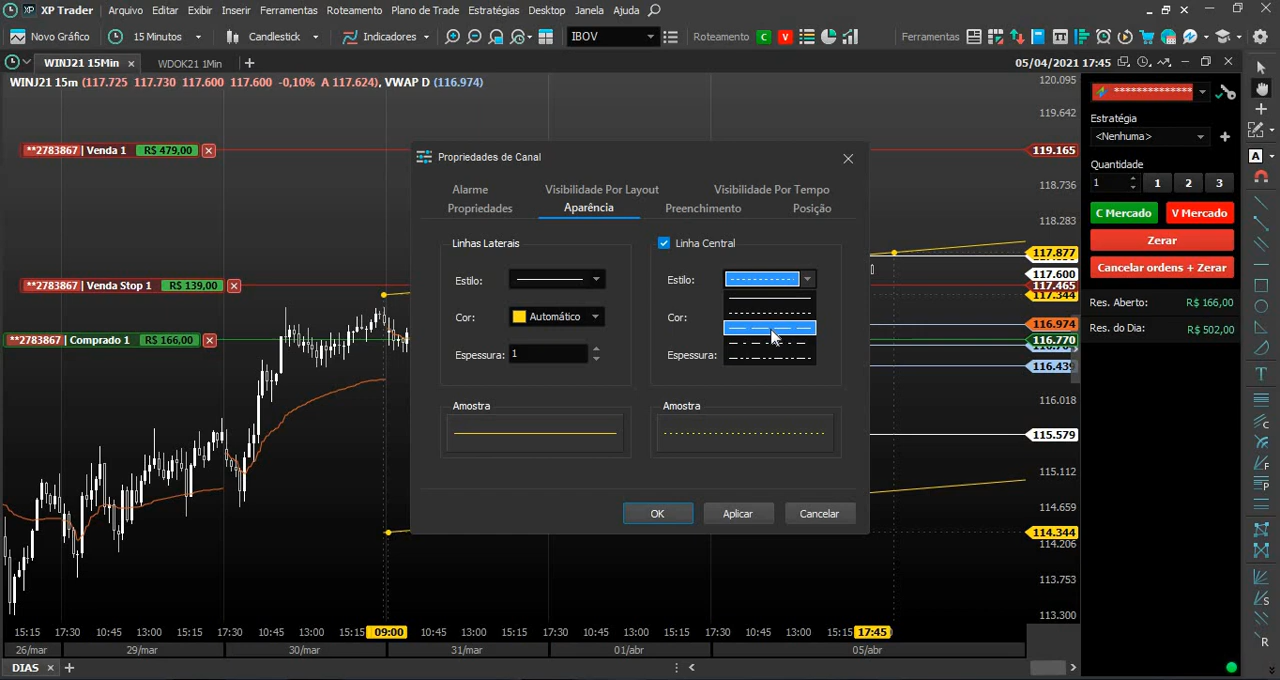 XP Trader Arquivo Editar Exibir Inserir Ferramentas Roteamento Plano de Trade Estratégias Desktop Janela Ajuda
Novo Gráfico 15 Minutos Candlestick Indicadores IBOV Roteamento C V Ferramentas
WINJ21 15Min WDOK21 1Min 05/04/2021 17:45
WINJ21 15m (117.725 117.730 117.600 117.600 -0,10% A 117.624), VWAP D (116.974)
**2783867 | Venda 1 R$ 479,00
**2783867 | Venda Stop 1 R$ 139,00
**2783867 | Comprado 1 R$ 166,00
Propriedades de Canal
Alarme Visibilidade Por Layout Visibilidade Por Tempo
Propriedades Aparência Preenchimento Posição
Linhas Laterais
Estilo:
Cor: Automático
Espessura: 1
Amostra
Linha Central
Estilo:
Cor:
Espessura:
Amostra
OK Aplicar Cancelar
120.095
119.642
119.165
118.736
118.283
117.877
117.600
117.465
117.344
116.974
116.770
116.439
116.018
115.579
115.112
114.659
114.344
114.206
113.753
113.300
***************
Estratégia
<Nenhuma>
Quantidade
1 1 2 3
C Mercado V Mercado
Zerar
Cancelar ordens + Zerar
Res. Aberto: R$ 166,00
Res. do Dia: R$ 502,00
15:15 17:30 10:45 13:00 15:15 17:30 10:45 13:00 15:15 09:00 10:45 13:00 15:15 17:30 10:45 13:00 15:15 17:30 10:45 13:00 15:15 17:45
26/mar 29/mar 30/mar 31/mar 01/abr 05/abr
DIAS